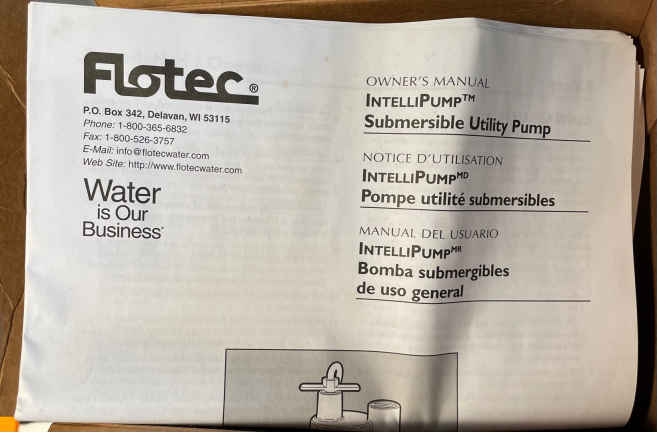 Flotec®
P.O. Box 342, Delavan, WI 53115
Phone: 1-800-365-6832
Fax: 1-800-526-3757
E-Mail: info@flotecwater.com
Web Site: http://www.flotecwater.com
Water
is Our
Business
OWNER'S MANUAL
INTELLIPUMP™
Submersible Utility Pump
NOTICE D'UTILISATION
INTELLIPUMPMD
Pompe utilité submersibles
MANUAL DEL USUARIO
INTELLIPUMPMR
Bomba submergibles
de uso general